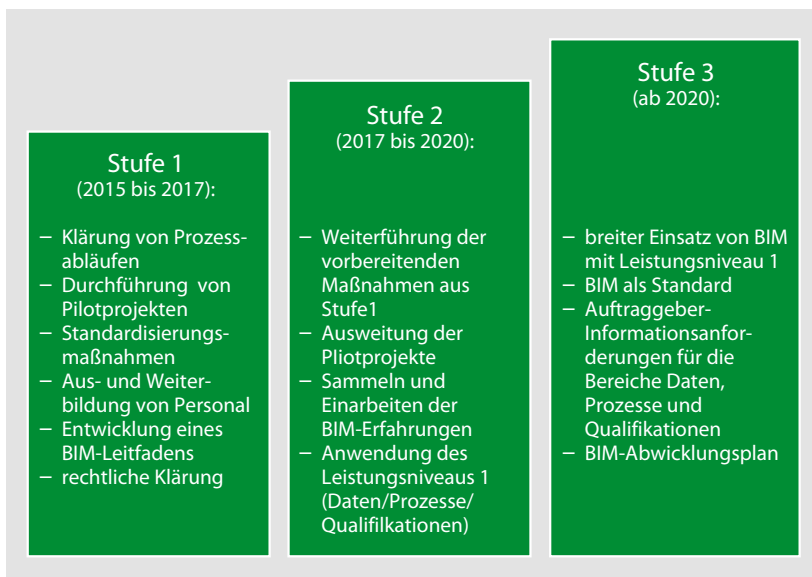 Stufe 1
(2015 bis 2017):
– Klärung von Prozess-
abläufen
– Durchführung von
Pilotprojekten
– Standardisierungs-
maßnahmen
– Aus- und Weiter-
bildung von Personal
– Entwicklung eines
BIM-Leitfadens
– rechtliche Klärung
Stufe 2
(2017 bis 2020):
– Weiterführung der
vorbereitenden
Maßnahmen aus
Stufe1
– Ausweitung der
Pliotprojekte
– Sammeln und
Einarbeiten der
BIM-Erfahrungen
– Anwendung des
Leistungsniveaus 1
(Daten/Prozesse/
Qualifilkationen)
Stufe 3
(ab 2020):
– breiter Einsatz von BIM
mit Leistungsniveau 1
– BIM als Standard
– Auftraggeber-
Informationsanfor-
derungen für die
Bereiche Daten,
Prozesse und
Qualifikationen
– BIM-Abwicklungsplan